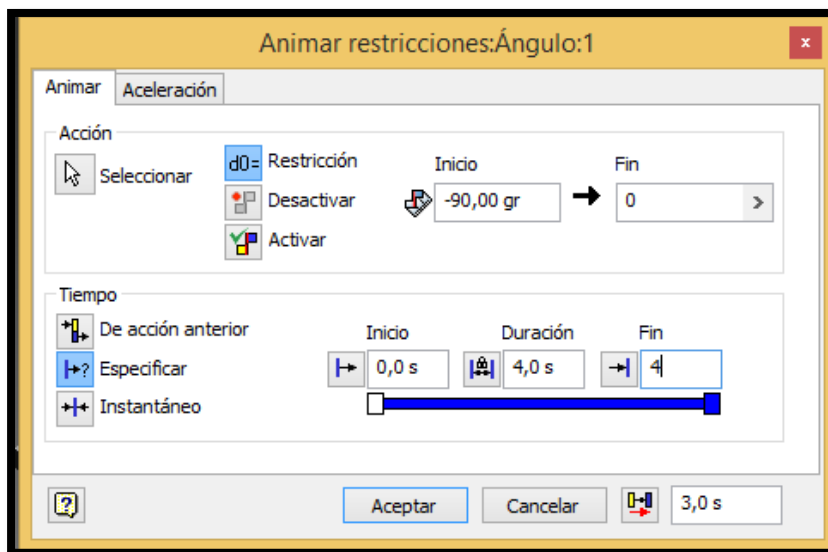 Animar restricciones:Ángulo:1
x
Animar Aceleración
Acción
Seleccionar
d0= Restricción
Desactivar
Activar
Inicio Fin
-90,00 gr 0 >
Tiempo
De acción anterior
? Especificar
Instantáneo
Inicio Duración Fin
0,0 s 4,0 s 4
? Aceptar Cancelar 3,0 s